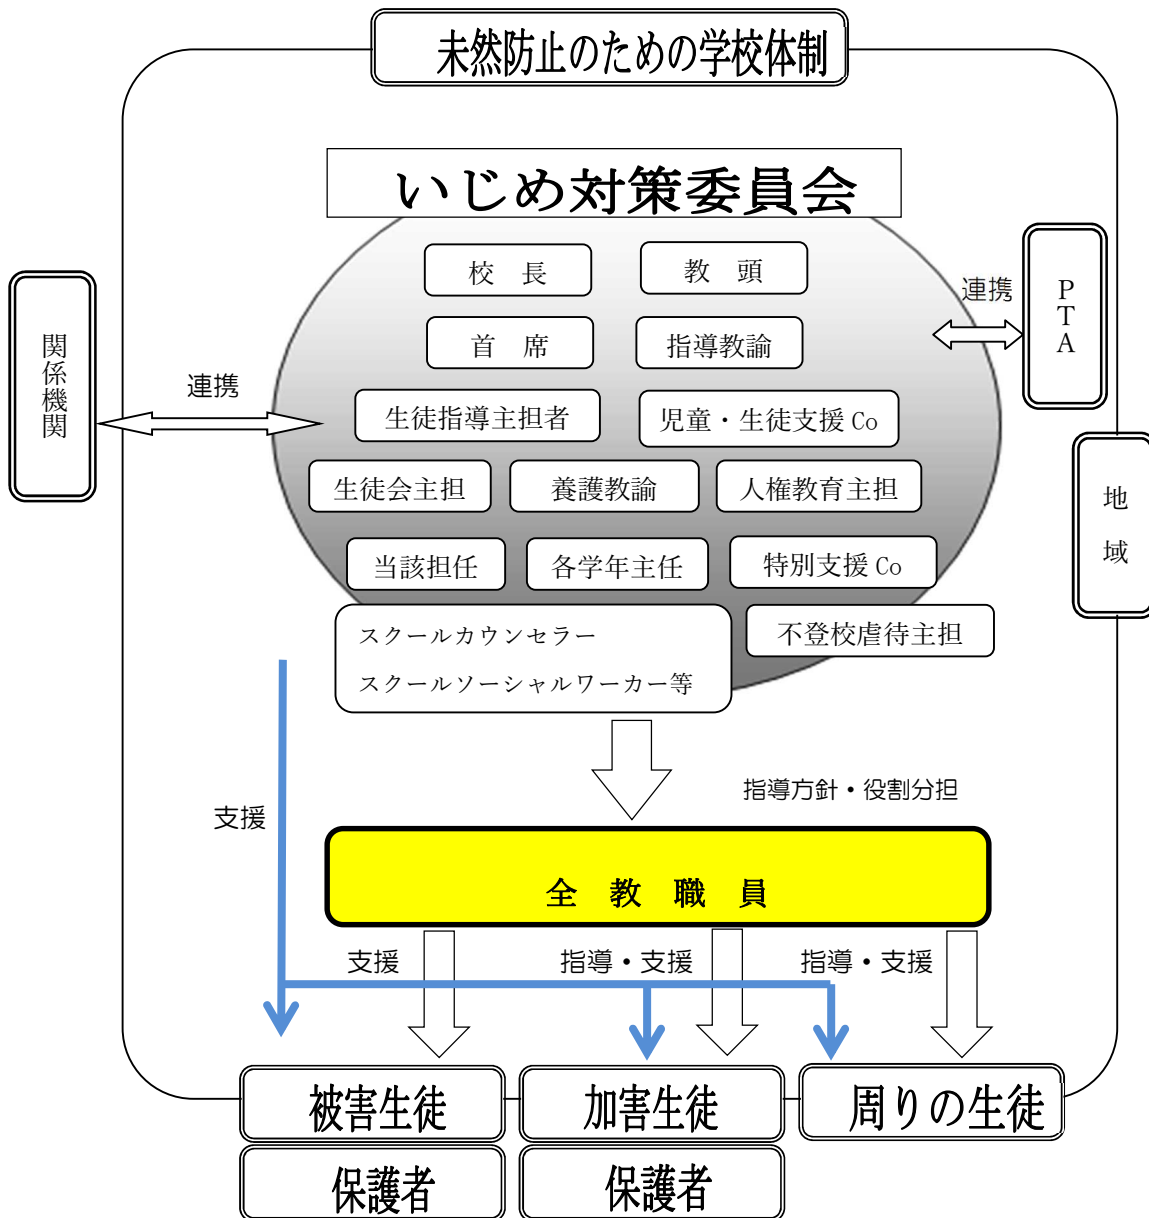 未然防止のための学校体制
いじめ対策委員会
校　長
教　頭
首　席
指導教諭
生徒指導主担者
児童・生徒支援 Co
生徒会主担
養護教諭
人権教育主担
当該担任
各学年主任
特別支援 Co
スクールカウンセラー
スクールソーシャルワーカー等
不登校虐待主担
関係機関
連携
連携
PTA
地域
支援
指導方針・役割分担
全　教　職　員
支援
指導・支援
指導・支援
被害生徒
加害生徒
周りの生徒
保護者
保護者